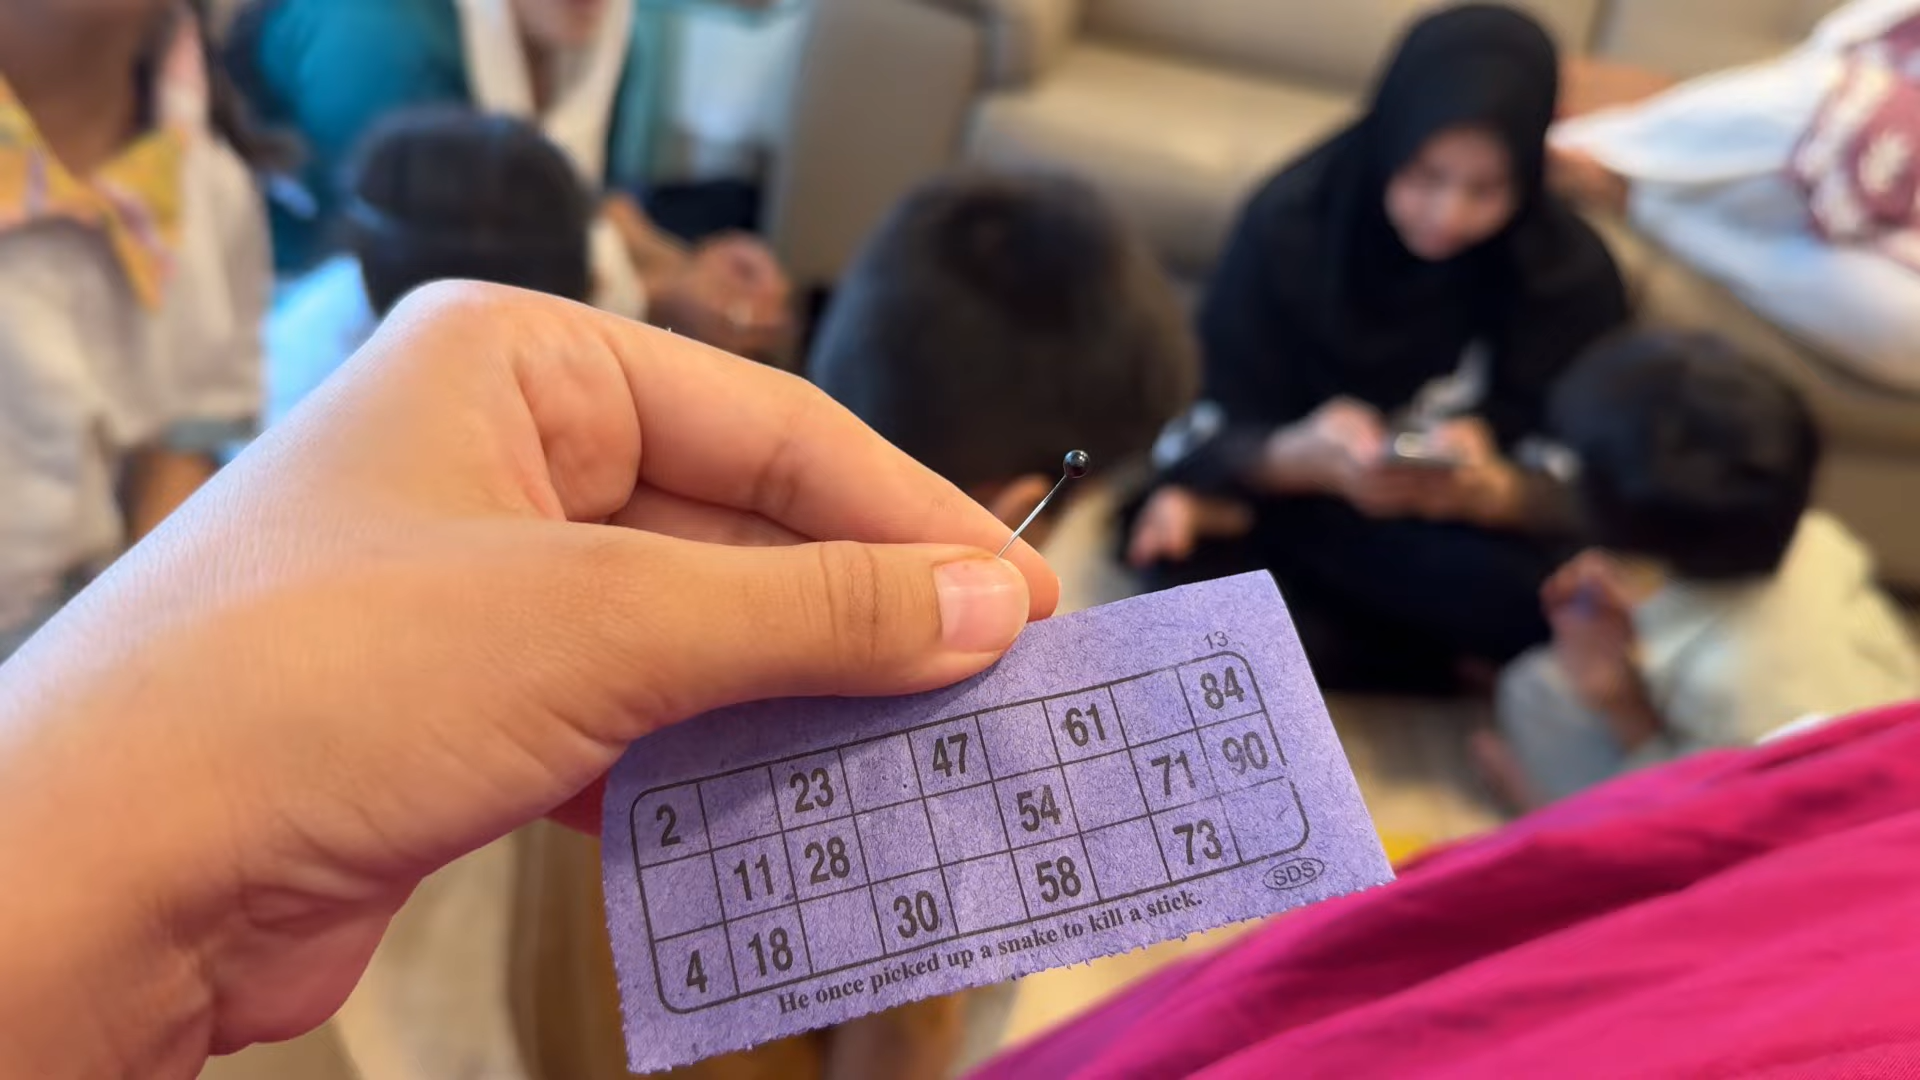 13
2 23 47 61 84
11 28 54 71 90
4 18 30 58 73
SDS
He once picked up a snake to kill a stick.